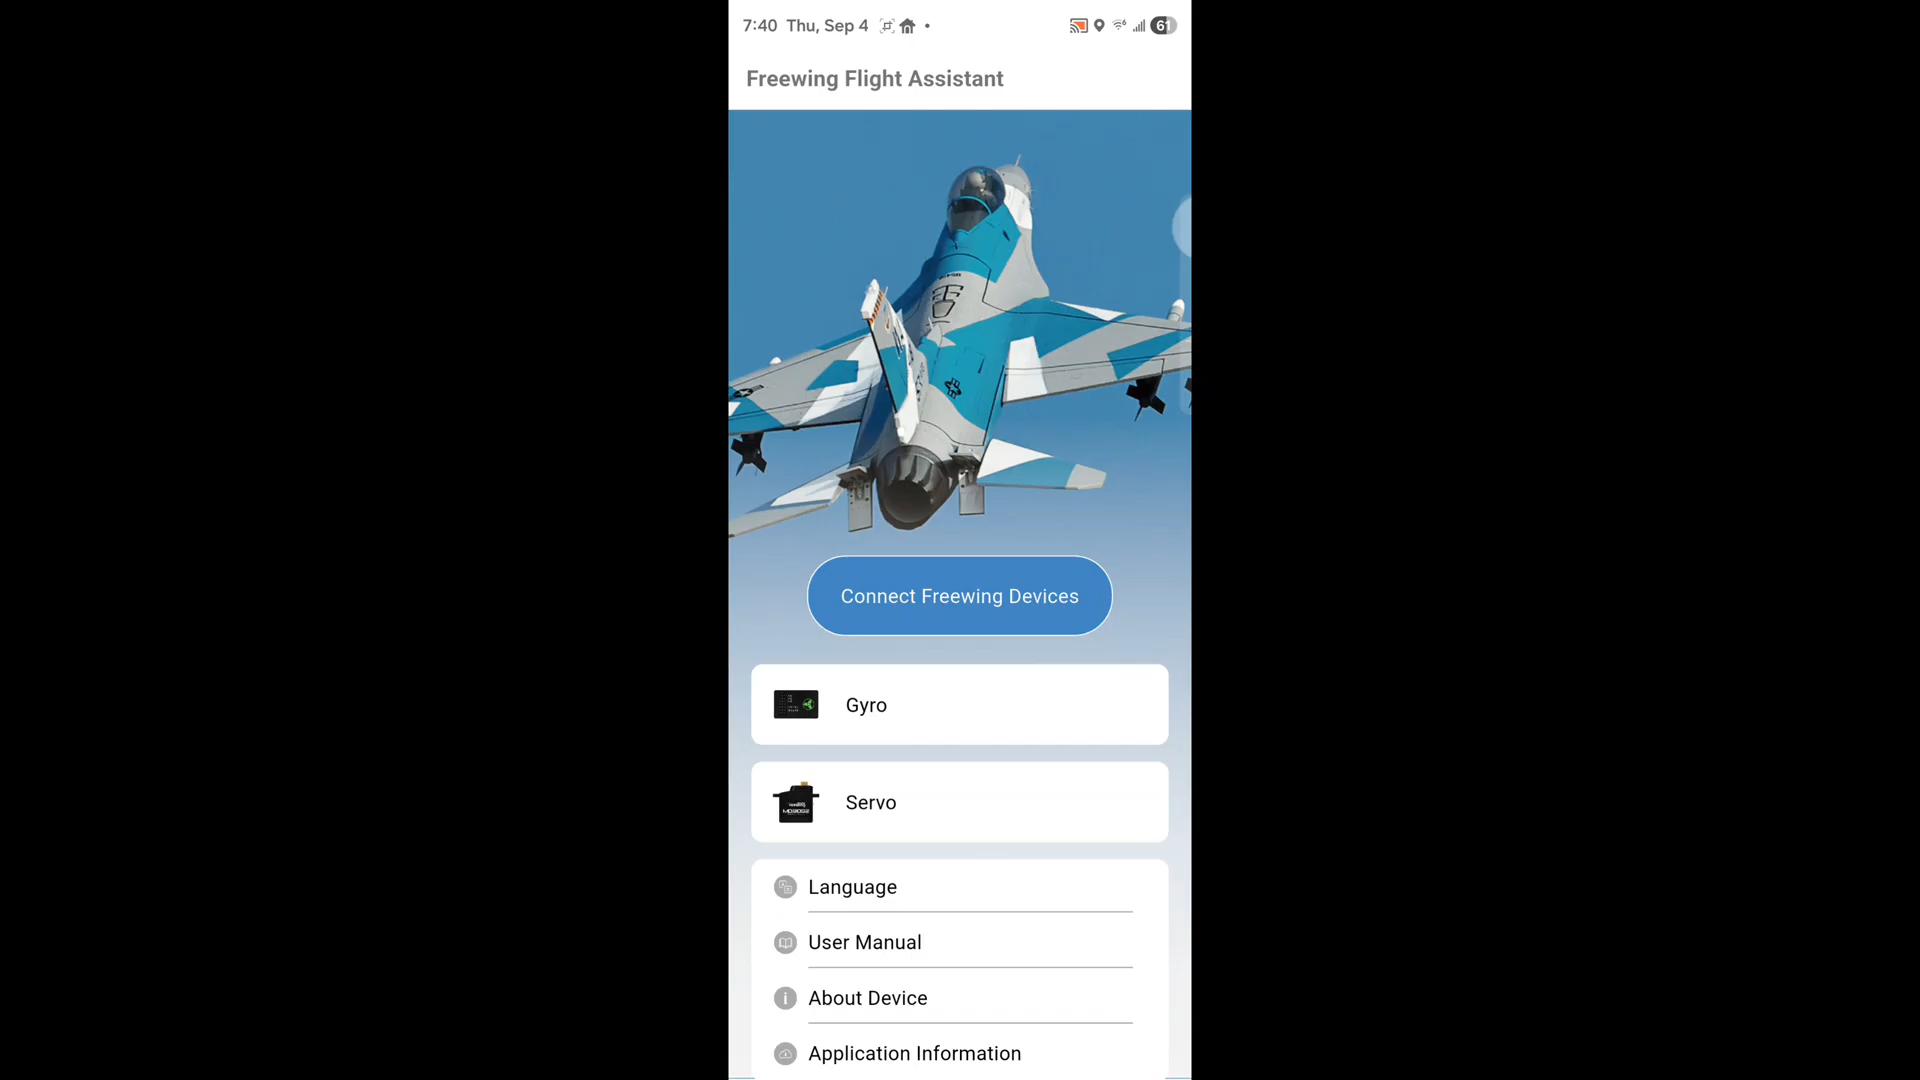 7:40 Thu, Sep 4
61
Freewing Flight Assistant
Connect Freewing Devices
Gyro
Servo
Language
User Manual
About Device
Application Information